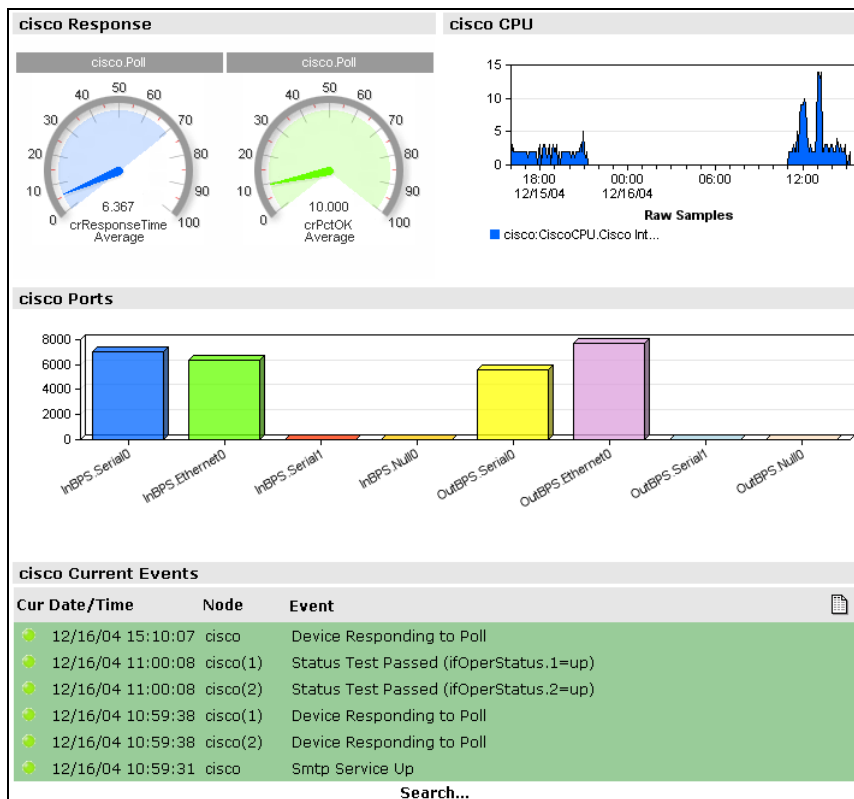 cisco Response
cisco.Poll
0 10 20 30 40 50 60 70 80 90 100
6.367
crResponseTime
Average
cisco.Poll
0 10 20 30 40 50 60 70 80 90 100
10.000
crPctOK
Average
cisco CPU
15
10
5
0
18:00 00:00 06:00 12:00
12/15/04 12/16/04
Raw Samples
cisco:CiscoCPU.Cisco Int...
cisco Ports
8000
6000
4000
2000
0
InBPS.Serial0
InBPS.Ethernet0
InBPS.Serial1
InBPS.Null0
OutBPS.Serial0
OutBPS.Ethernet0
OutBPS.Serial1
OutBPS.Null0
cisco Current Events
Cur Date/Time Node Event
12/16/04 15:10:07 cisco Device Responding to Poll
12/16/04 11:00:08 cisco(1) Status Test Passed (ifOperStatus.1=up)
12/16/04 11:00:08 cisco(2) Status Test Passed (ifOperStatus.2=up)
12/16/04 10:59:38 cisco(1) Device Responding to Poll
12/16/04 10:59:38 cisco(2) Device Responding to Poll
12/16/04 10:59:31 cisco Smtp Service Up
Search...